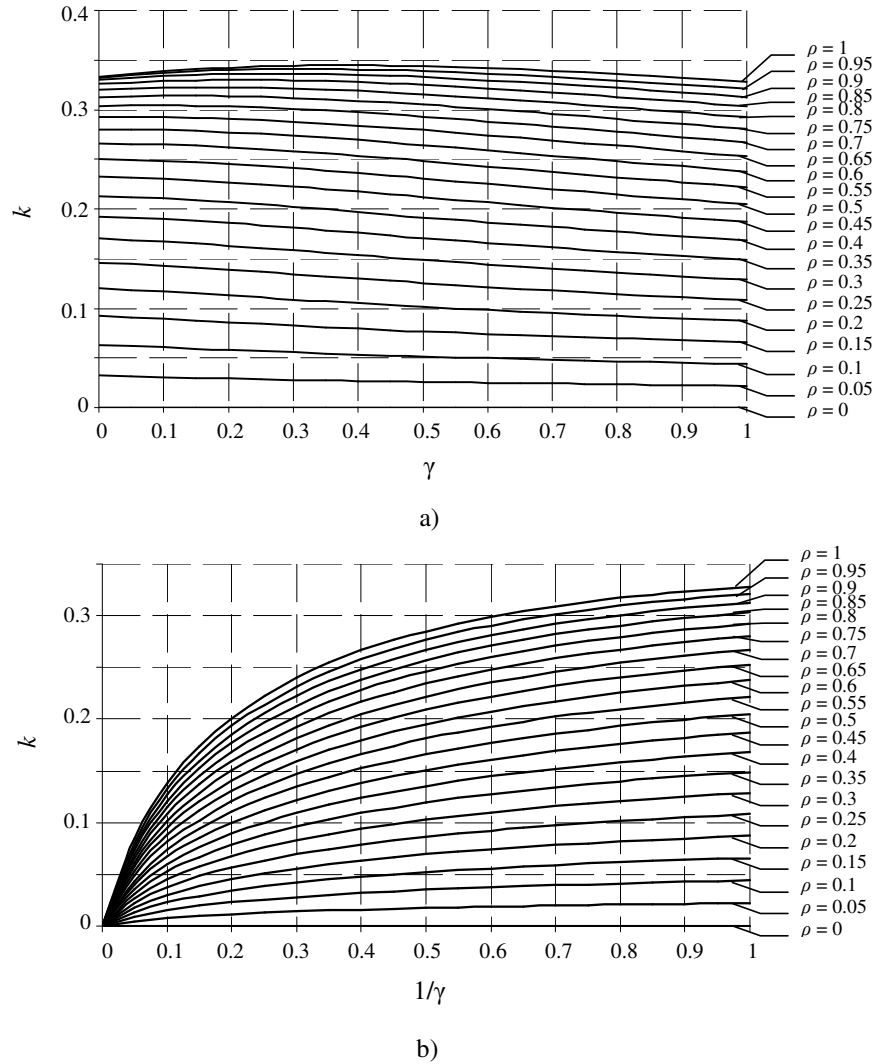 0.4
0.3
0.2
0.1
0
k
0 0.1 0.2 0.3 0.4 0.5 0.6 0.7 0.8 0.9 1
γ
ρ = 1
ρ = 0.95
ρ = 0.9
ρ = 0.85
ρ = 0.8
ρ = 0.75
ρ = 0.7
ρ = 0.65
ρ = 0.6
ρ = 0.55
ρ = 0.5
ρ = 0.45
ρ = 0.4
ρ = 0.35
ρ = 0.3
ρ = 0.25
ρ = 0.2
ρ = 0.15
ρ = 0.1
ρ = 0.05
ρ = 0
a)
0.3
0.2
0.1
0
k
0 0.1 0.2 0.3 0.4 0.5 0.6 0.7 0.8 0.9 1
1/γ
ρ = 1
ρ = 0.95
ρ = 0.9
ρ = 0.85
ρ = 0.8
ρ = 0.75
ρ = 0.7
ρ = 0.65
ρ = 0.6
ρ = 0.55
ρ = 0.5
ρ = 0.45
ρ = 0.4
ρ = 0.35
ρ = 0.3
ρ = 0.25
ρ = 0.2
ρ = 0.15
ρ = 0.1
ρ = 0.05
ρ = 0
b)